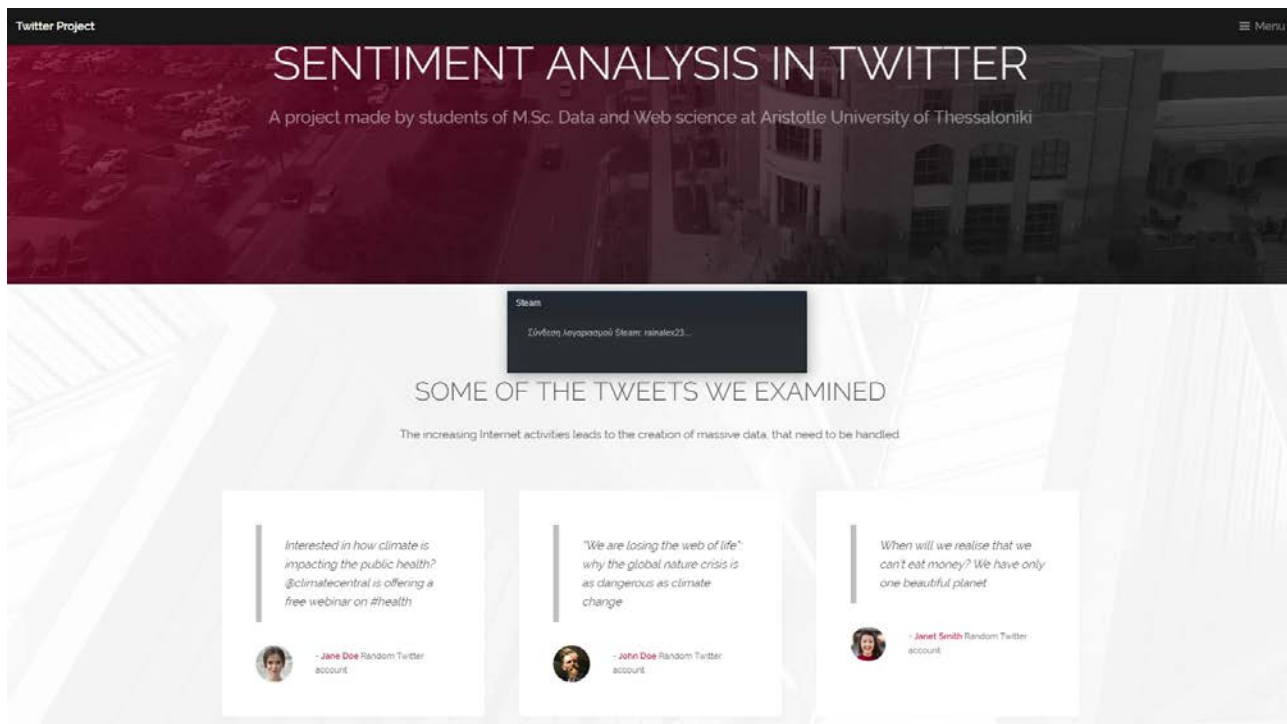 Twitter Project
Menu
SENTIMENT ANALYSIS IN TWITTER
A project made by students of M.Sc. Data and Web science at Aristotle University of Thessaloniki
Steam
Σύνδεση λογαριασμού Steam: rainalex23...
SOME OF THE TWEETS WE EXAMINED
The increasing Internet activities leads to the creation of massive data, that need to be handled
Interested in how climate is
impacting the public health?
@climatecentral is offering a
free webinar on #health
- Jane Doe Random Twitter
account
"We are losing the web of life":
why the global nature crisis is
as dangerous as climate
change
- John Doe Random Twitter
account
When will we realise that we
can't eat money? We have only
one beautiful planet
- Janet Smith Random Twitter
account